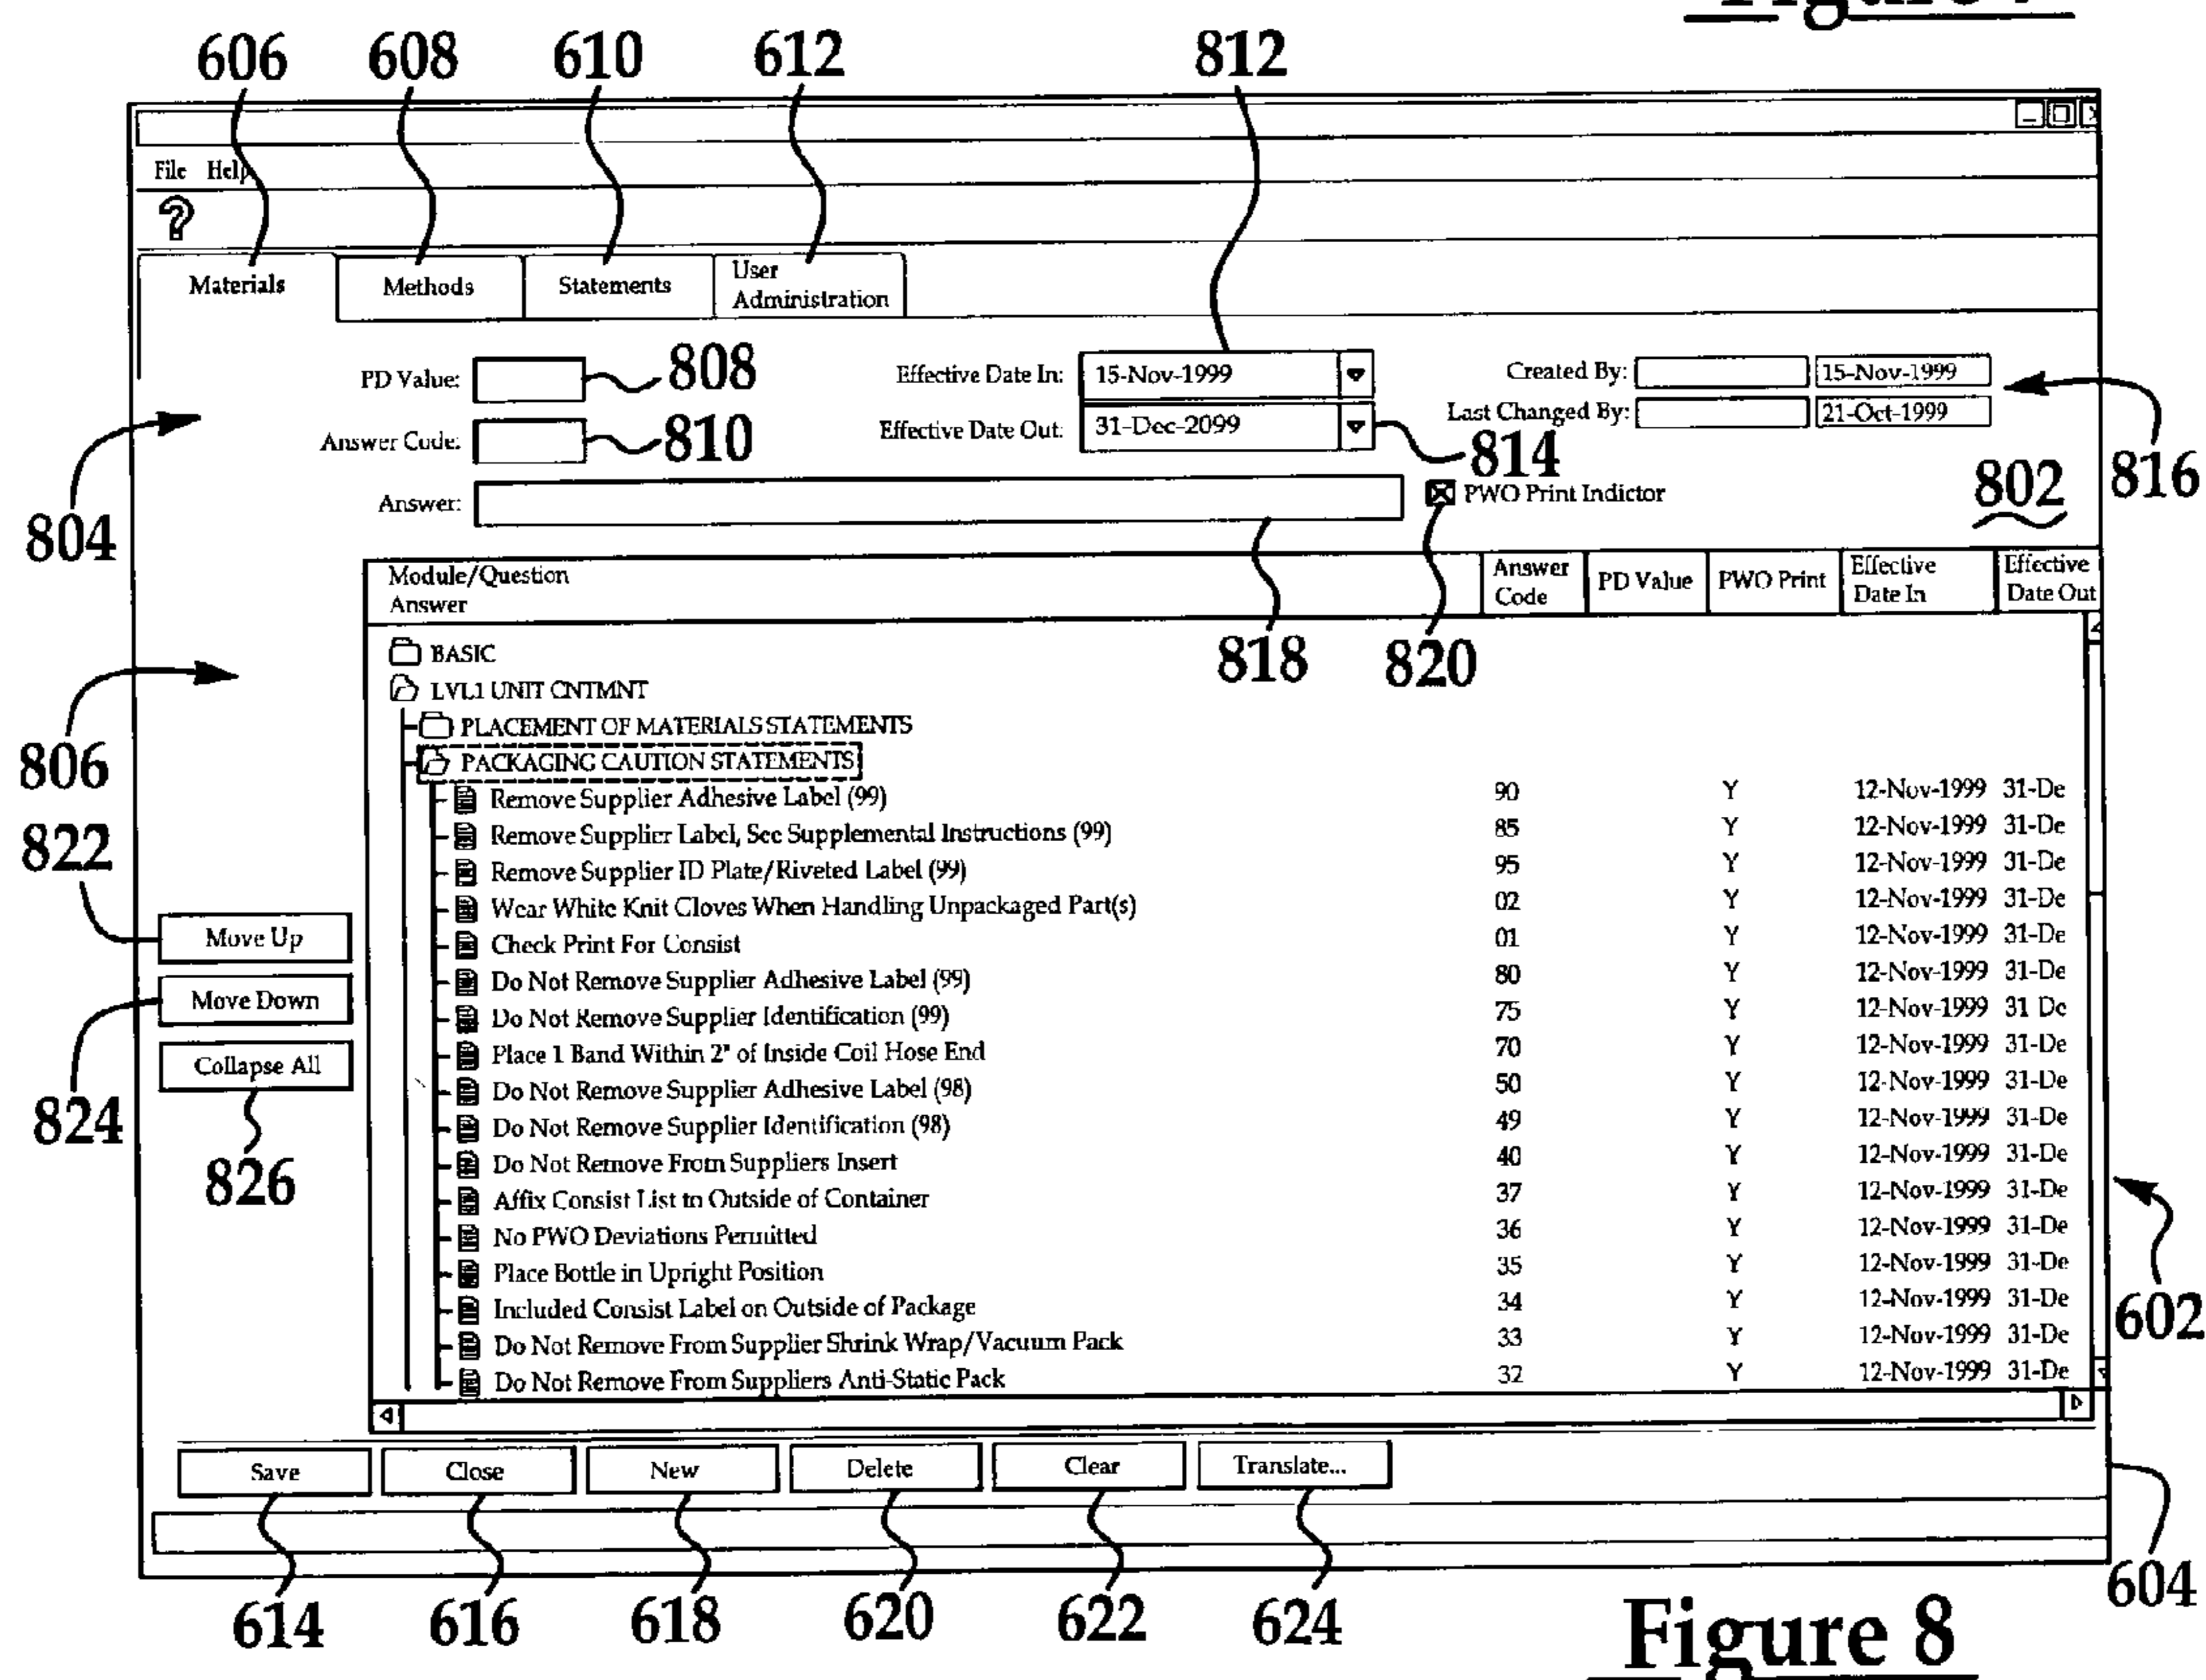 606 608 610 612 812
File Help
?
Materials Methods Statements User Administration
PD Value: 808 Effective Date In: 15-Nov-1999 Created By: 15-Nov-1999
Answer Code: 810 Effective Date Out: 31-Dec-2099 814 Last Changed By: 21-Oct-1999 816
Answer: PWO Print Indictor 802
804
Module/Question Answer Answer Code PD Value PWO Print Effective Date In Effective Date Out
818 820
BASIC
LVL1 UNIT CNTMNT
PLACEMENT OF MATERIALS STATEMENTS
806
PACKAGING CAUTION STATEMENTS
Remove Supplier Adhesive Label (99) 90 Y 12-Nov-1999 31-De
822
Remove Supplier Label, See Supplemental Instructions (99) 85 Y 12-Nov-1999 31-De
Remove Supplier ID Plate/Riveted Label (99) 95 Y 12-Nov-1999 31-De
Wear White Knit Gloves When Handling Unpackaged Part(s) 02 Y 12-Nov-1999 31-De
Move Up
Check Print For Consist 01 Y 12-Nov-1999 31-De
Do Not Remove Supplier Adhesive Label (99) 80 Y 12-Nov-1999 31-De
Move Down
Do Not Remove Supplier Identification (99) 75 Y 12-Nov-1999 31 De
Place 1 Band Within 2" of Inside Coil Hose End 70 Y 12-Nov-1999 31-De
Collapse All
Do Not Remove Supplier Adhesive Label (98) 50 Y 12-Nov-1999 31-De
824
Do Not Remove Supplier Identification (98) 49 Y 12-Nov-1999 31-De
Do Not Remove From Suppliers Insert 40 Y 12-Nov-1999 31-De
826
Affix Consist List to Outside of Container 37 Y 12-Nov-1999 31-De
No PWO Deviations Permitted 36 Y 12-Nov-1999 31-De
Place Bottle in Upright Position 35 Y 12-Nov-1999 31-De
Included Consist Label on Outside of Package 34 Y 12-Nov-1999 31-De
602
Do Not Remove From Supplier Shrink Wrap/Vacuum Pack 33 Y 12-Nov-1999 31-De
Do Not Remove From Suppliers Anti-Static Pack 32 Y 12-Nov-1999 31-De
Save Close New Delete Clear Translate...
604
614 616 618 620 622 624
Figure 8